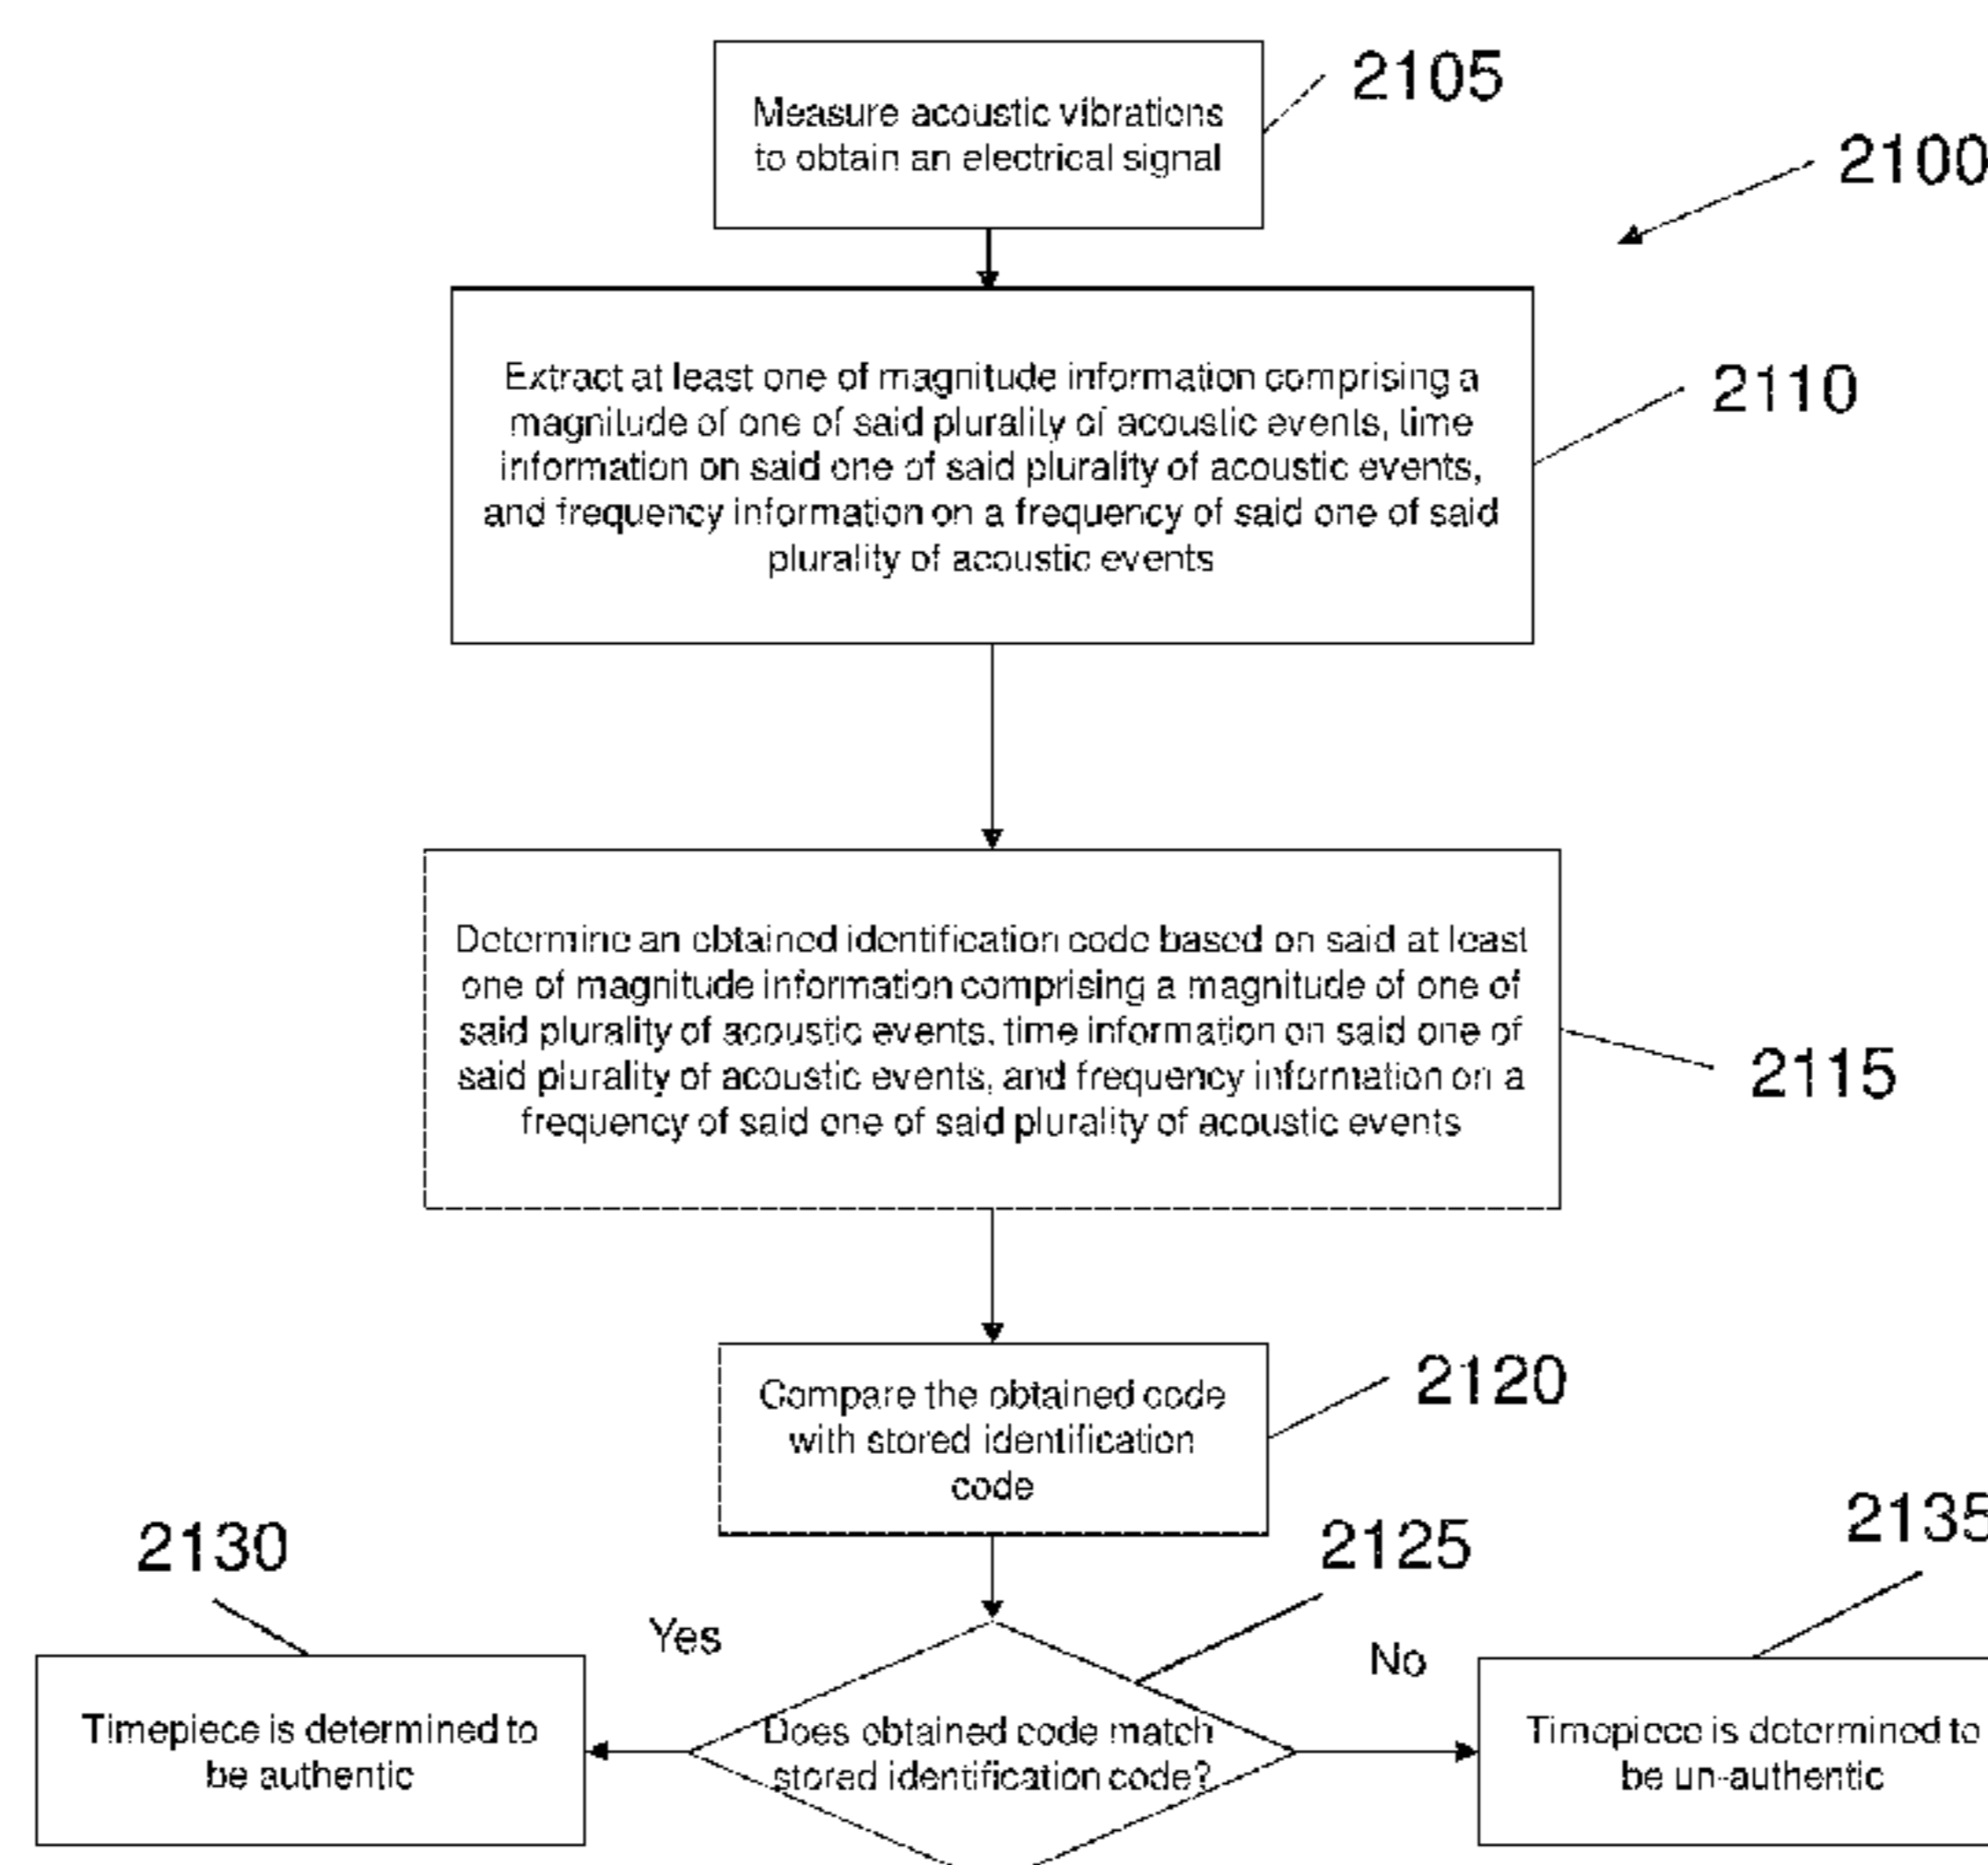 2105
Measure acoustic vibrations
to obtain an electrical signal
2100
Extract at least one of magnitude information comprising a
magnitude of one of said plurality of acoustic events, time
information on said one of said plurality of acoustic events,
and frequency information on a frequency of said one of said
plurality of acoustic events
2110
Determine an obtained identification code based on said at least
one of magnitude information comprising a magnitude of one of
said plurality of acoustic events, time information on said one of
said plurality of acoustic events, and frequency information on a
frequency of said one of said plurality of acoustic events
2115
Compare the obtained code
with stored identification
code
2120
2125
2130
2135
Yes
No
Timepiece is determined to
be authentic
Does obtained code match
stored identification code?
Timepiece is determined to
be un-authentic